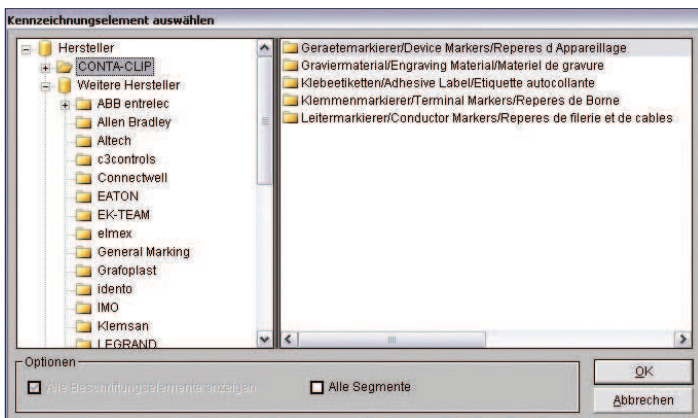 Kennzeichnungselement auswählen
Hersteller
CONTA-CLIP
Weitere Hersteller
ABB entrelec
Allen Bradley
Altech
c3controls
Connectwell
EATON
EK-TEAM
elmex
General Marking
Grafoplast
idento
IMO
Klemsan
LEGRAND
Geraetemarkierer/Device Markers/Reperes d Appareillage
Graviermaterial/Engraving Material/Materiel de gravure
Klebeetiketten/Adhesive Label/Etiquette autocollante
Klemmenmarkierer/Terminal Markers/Reperes de Borne
Leitermarkierer/Conductor Markers/Reperes de filerie et de cables
Optionen
Alle Beschriftungselemente anzeigen
Alle Segmente
OK
Abbrechen